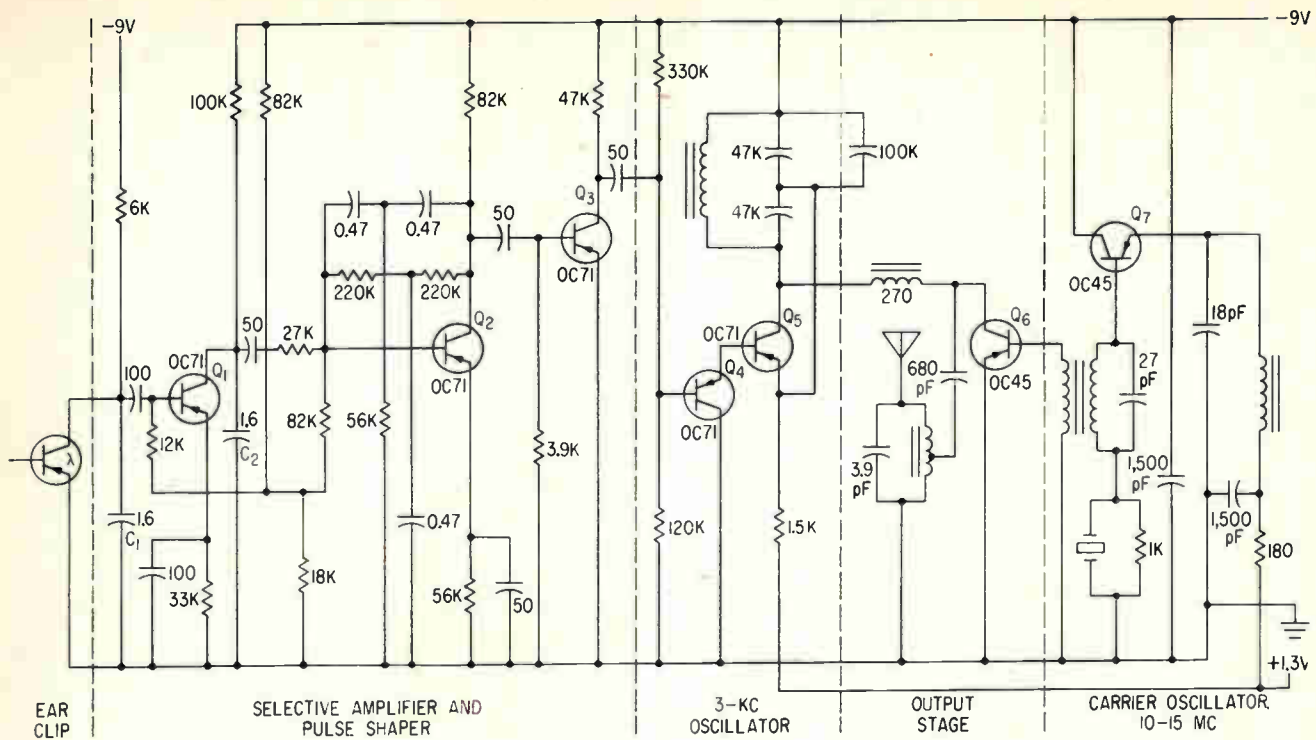 -9V
-9V
100K
82K
82K
47K
330K
6K
50
47K
100K
47K
Q3
OC71
0.47
0.47
50
220K
220K
Q7
OC45
18pF
270
50
27K
Q2
OC71
OC71
Q1
100
12K
1.6
C2
82K
56K
3.9K
OC71
Q5
Q4
OC71
Q6
OC45
680
pF
27
pF
λ
1.6
C1
100
33K
18K
0.47
56K
50
120K
1.5K
3.9
pF
1,500
pF
1K
1,500
pF
180
+1.3V
EAR
CLIP
SELECTIVE AMPLIFIER AND
PULSE SHAPER
3-KC
OSCILLATOR
OUTPUT
STAGE
CARRIER OSCILLATOR,
10-15 MC